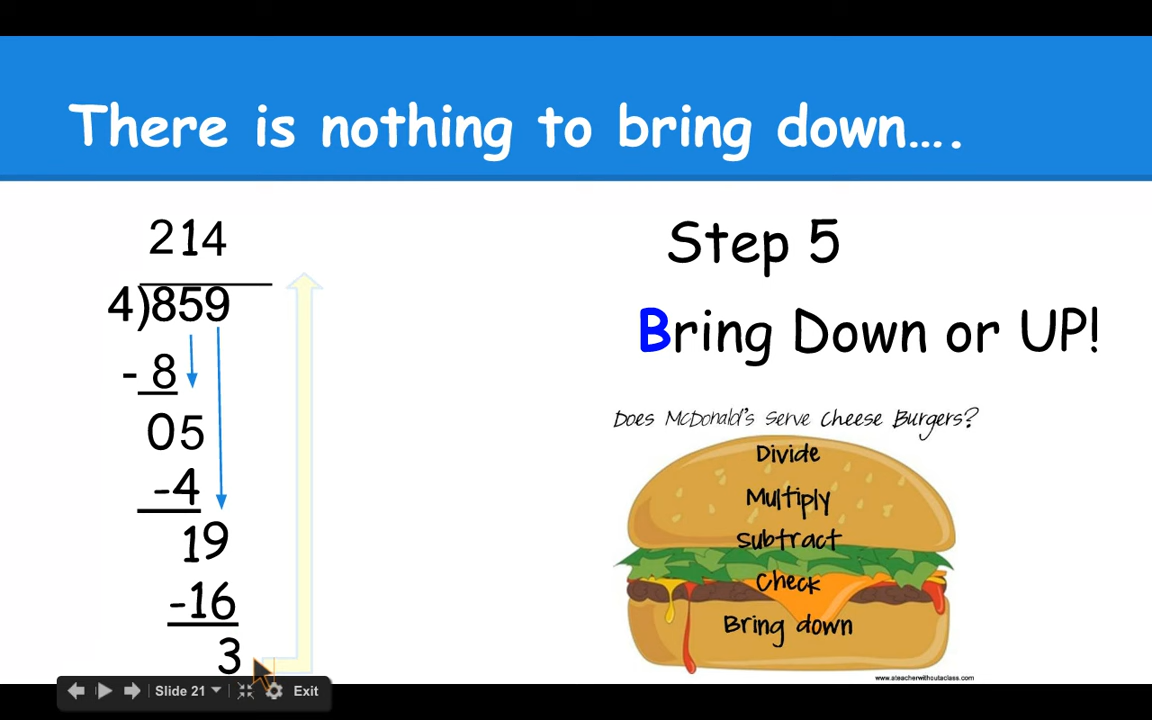 There is nothing to bring down....
214
4)859
- 8
05
-4
19
-16
3
Step 5
Bring Down or UP!
Does McDonald's Serve Cheese Burgers?
Divide
Multiply
Subtract
Check
Bring down
www.ateacherwithoutaclass.com
Slide 21
Exit